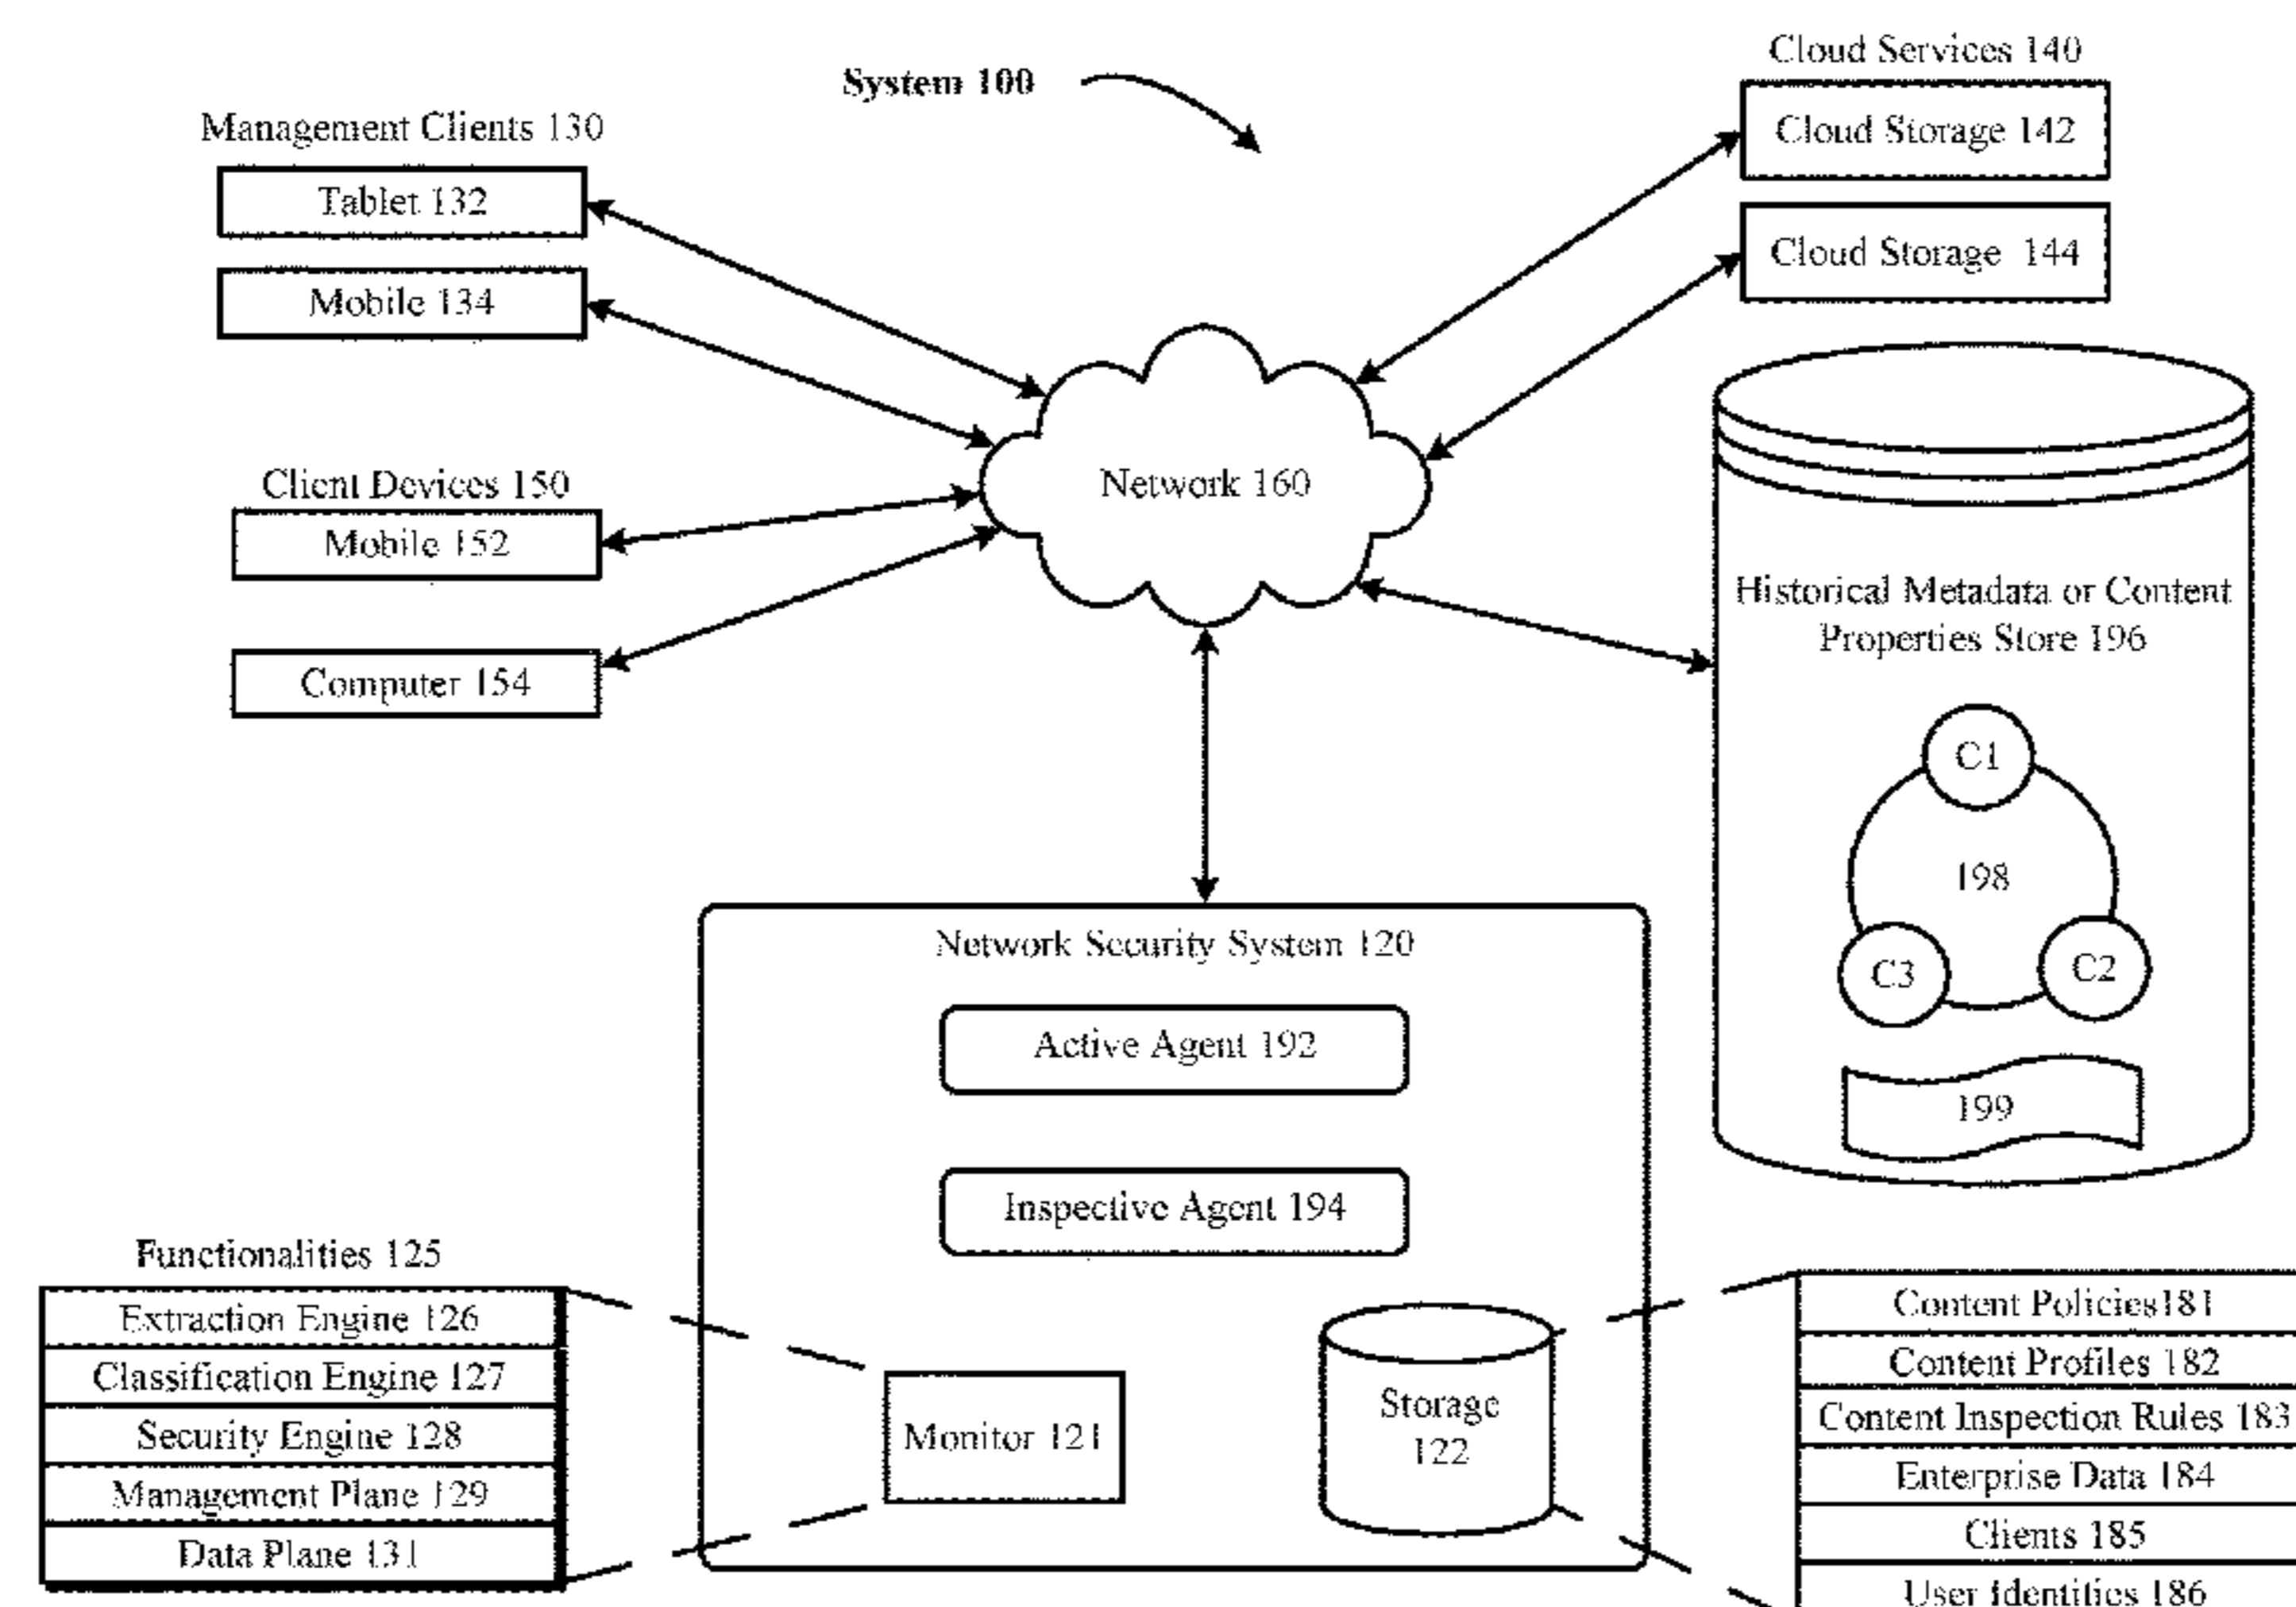 System 100
Cloud Services 140
Cloud Storage 142
Cloud Storage 144
Management Clients 130
Tablet 132
Mobile 134
Client Devices 150
Mobile 152
Computer 154
Network 160
Historical Metadata or Content
Properties Store 196
C1
198
C3
C2
199
Network Security System 120
Active Agent 192
Inspective Agent 194
Monitor 121
Storage
122
Functionalities 125
Extraction Engine 126
Classification Engine 127
Security Engine 128
Management Plane 129
Data Plane 131
Content Policies181
Content Profiles 182
Content Inspection Rules 183
Enterprise Data 184
Clients 185
User Identities 186